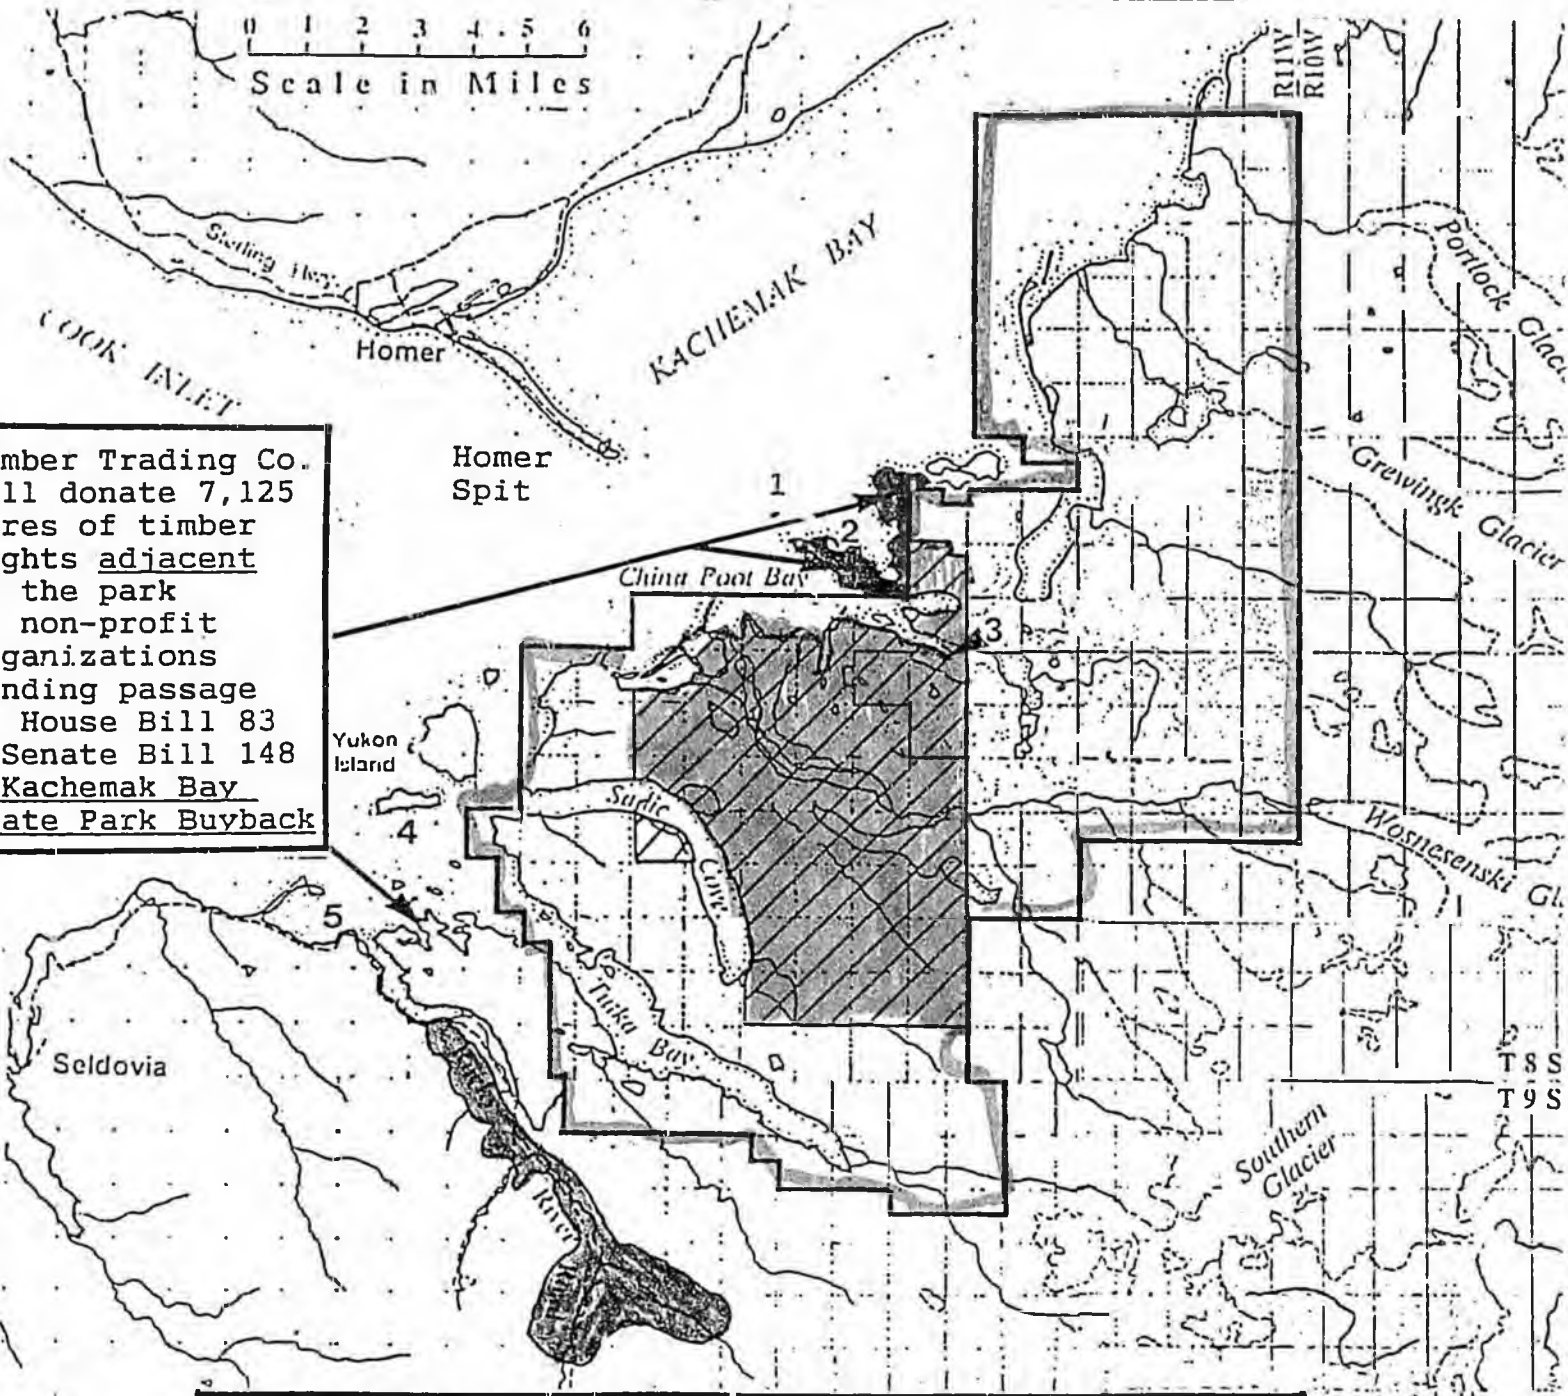 0 1 2 3 4 5 6
Scale in Miles
R11W
R10W
Sterling Hwy
COOK INLET
Homer
KACHEMAK BAY
Portlock Glac
Grewingk Glacier
Homer
Spit
1
2
China Poot Bay
3
mber Trading Co.
ll donate 7,125
res of timber
ghts adjacent
the park
non-profit
ganizations
nding passage
House Bill 83
Senate Bill 148
Kachemak Bay
ate Park Buyback
Yukon
Island
4
Sadie
Cove
Wosnesenski Gl.
5
Tutka
Bay
Seldovia
River
T8S
T9S
Southern
Glacier